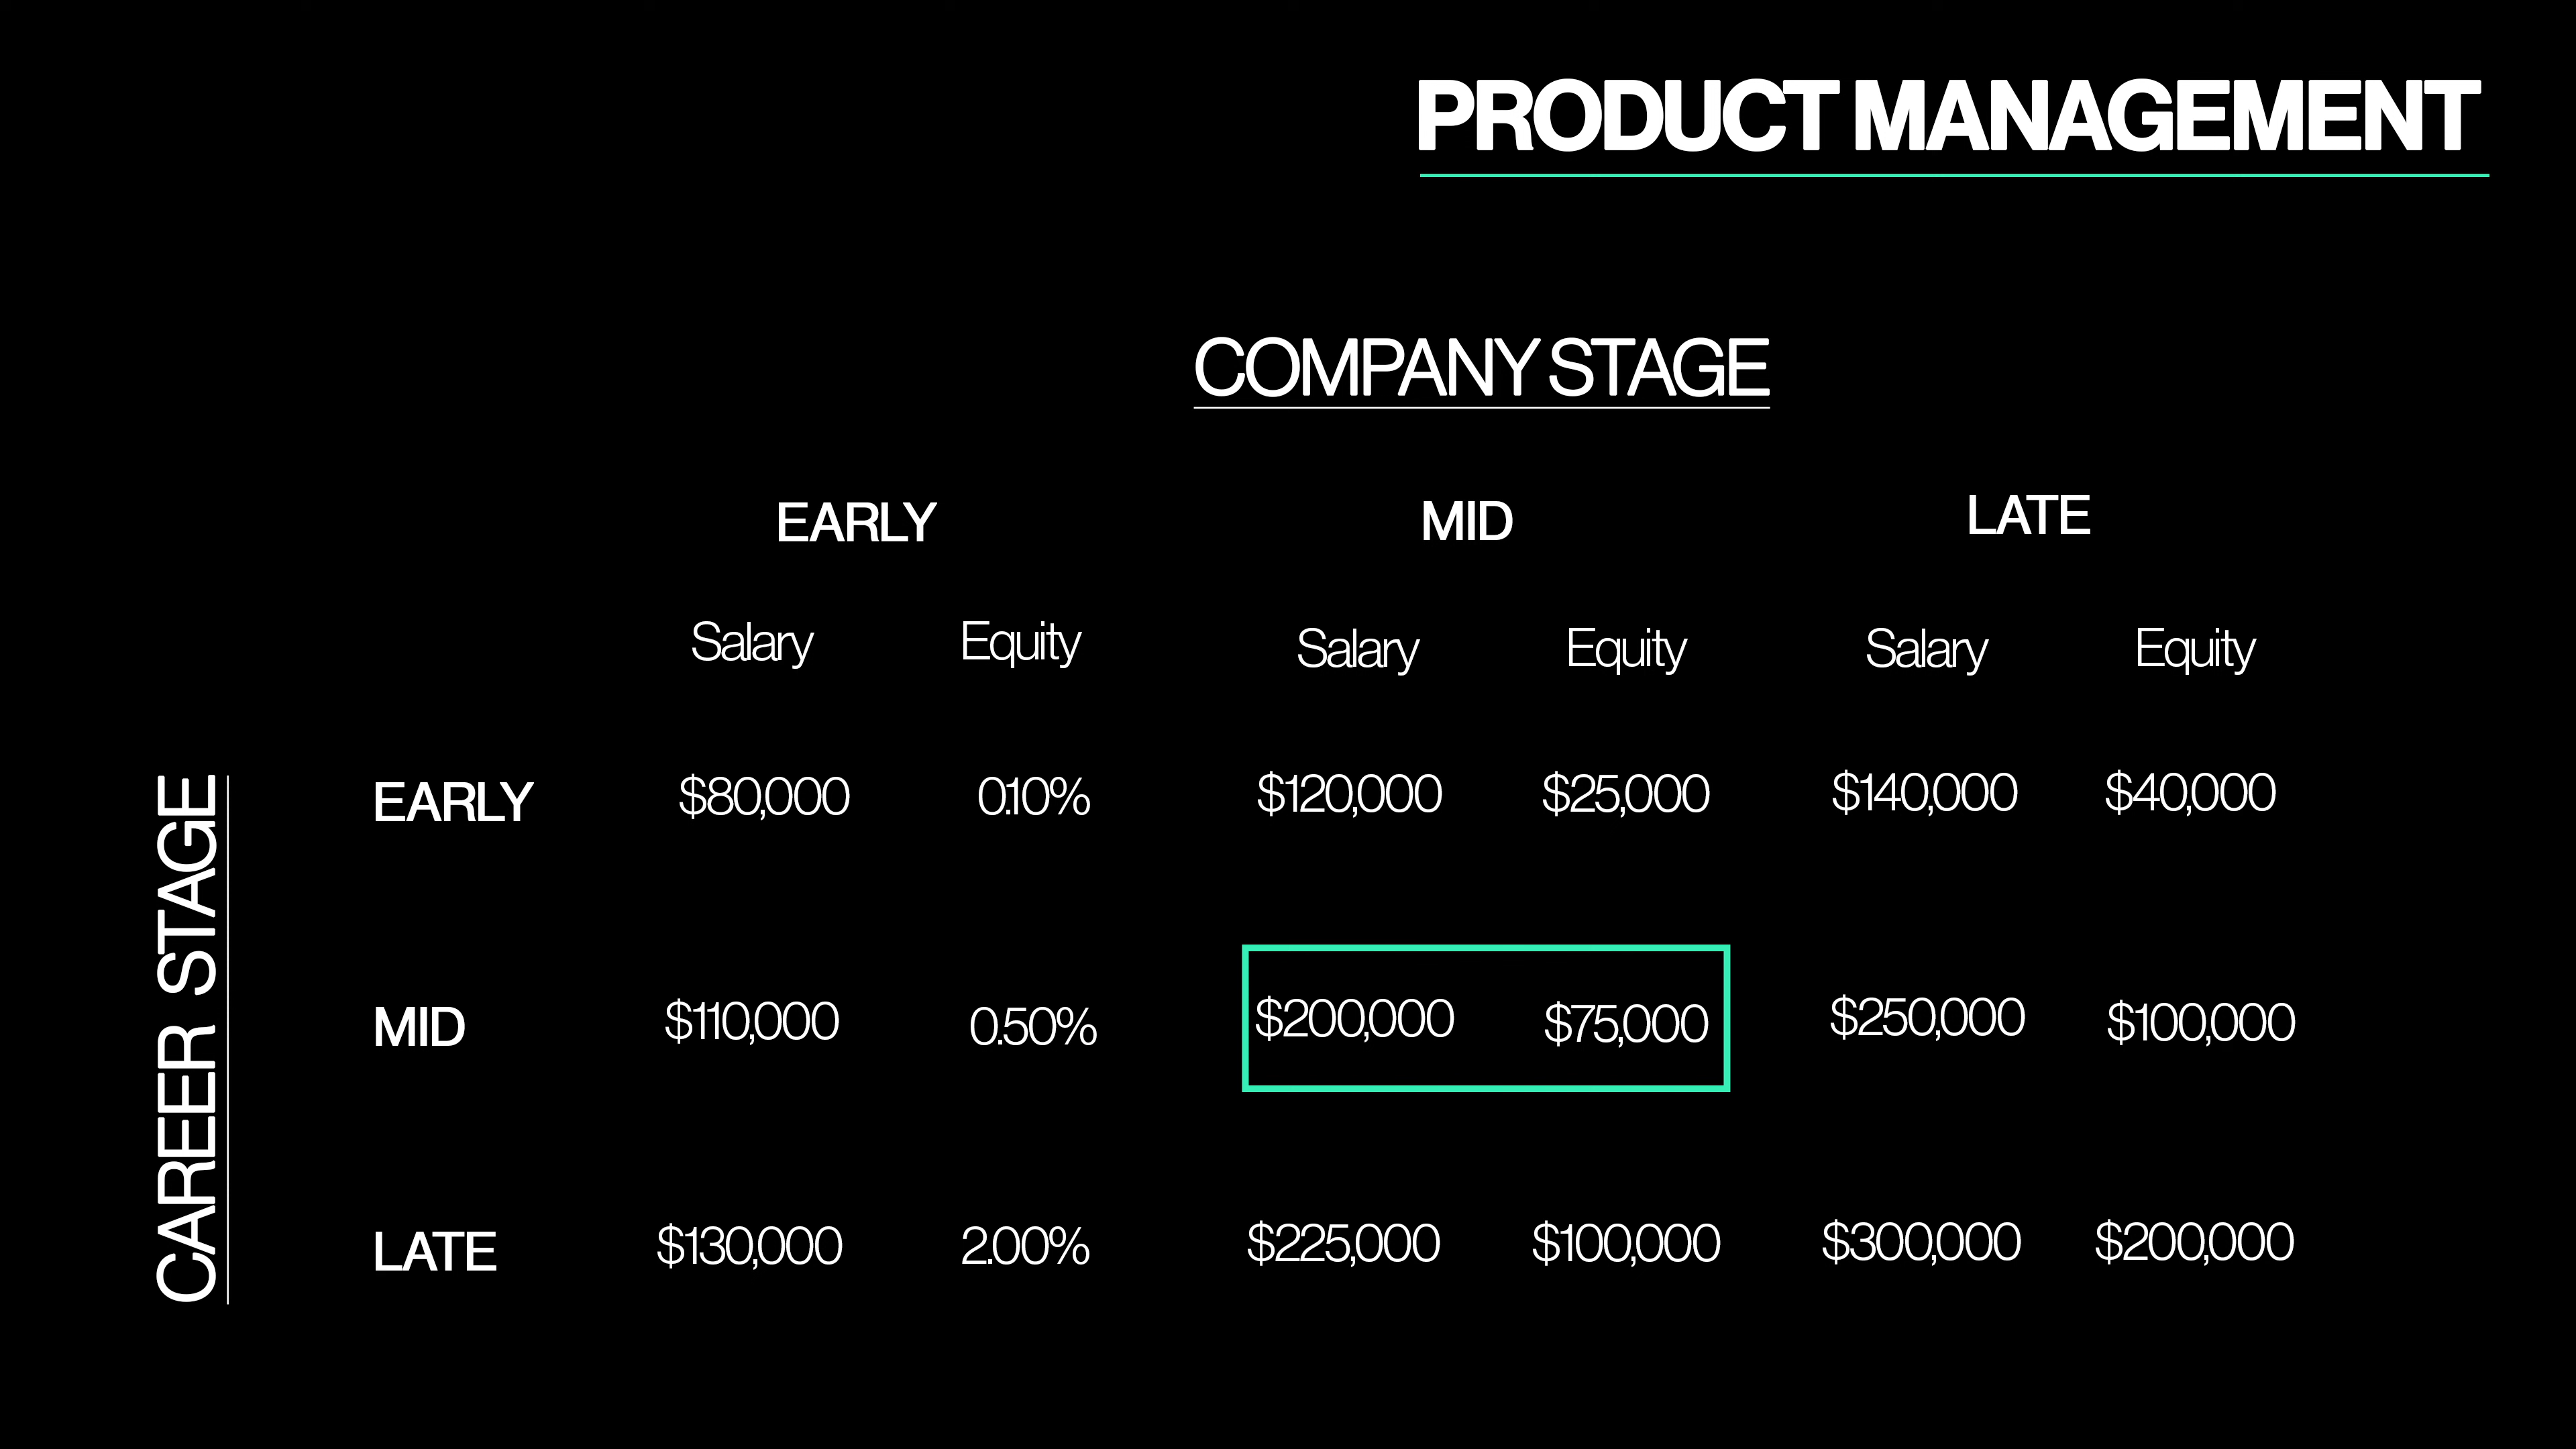 PRODUCT MANAGEMENT
COMPANY STAGE
EARLY MID LATE
Salary Equity Salary Equity Salary Equity
CAREER STAGE
EARLY $80,000 0.10% $120,000 $25,000 $140,000 $40,000
MID $110,000 0.50% $200,000 $75,000 $250,000 $100,000
LATE $130,000 2.00% $225,000 $100,000 $300,000 $200,000